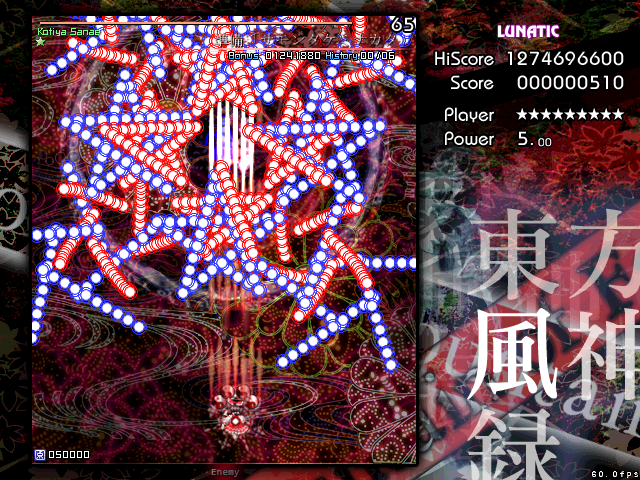 Kotiya Sanae
65
Bonus 01241880 History 00/06
050000
Enemy
LUNATIC
HiScore 1274696600
Score 000000510
Player ★★★★★★★★★
Power 5.00
東方
風神
録
60.0fps